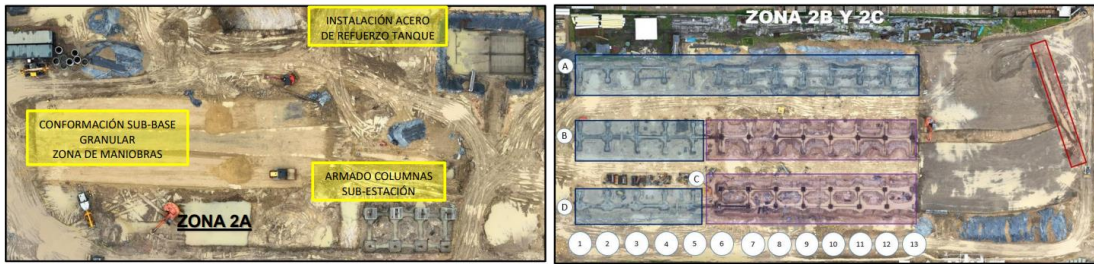 INSTALACIÓN ACERO
DE REFUERZO TANQUE
CONFORMACIÓN SUB-BASE
GRANULAR
ZONA DE MANIOBRAS
ARMADO COLUMNAS
SUB-ESTACIÓN
ZONA 2A
ZONA 2B Y 2C
A
B
C
D
1 2 3 4 5 6 7 8 9 10 11 12 13